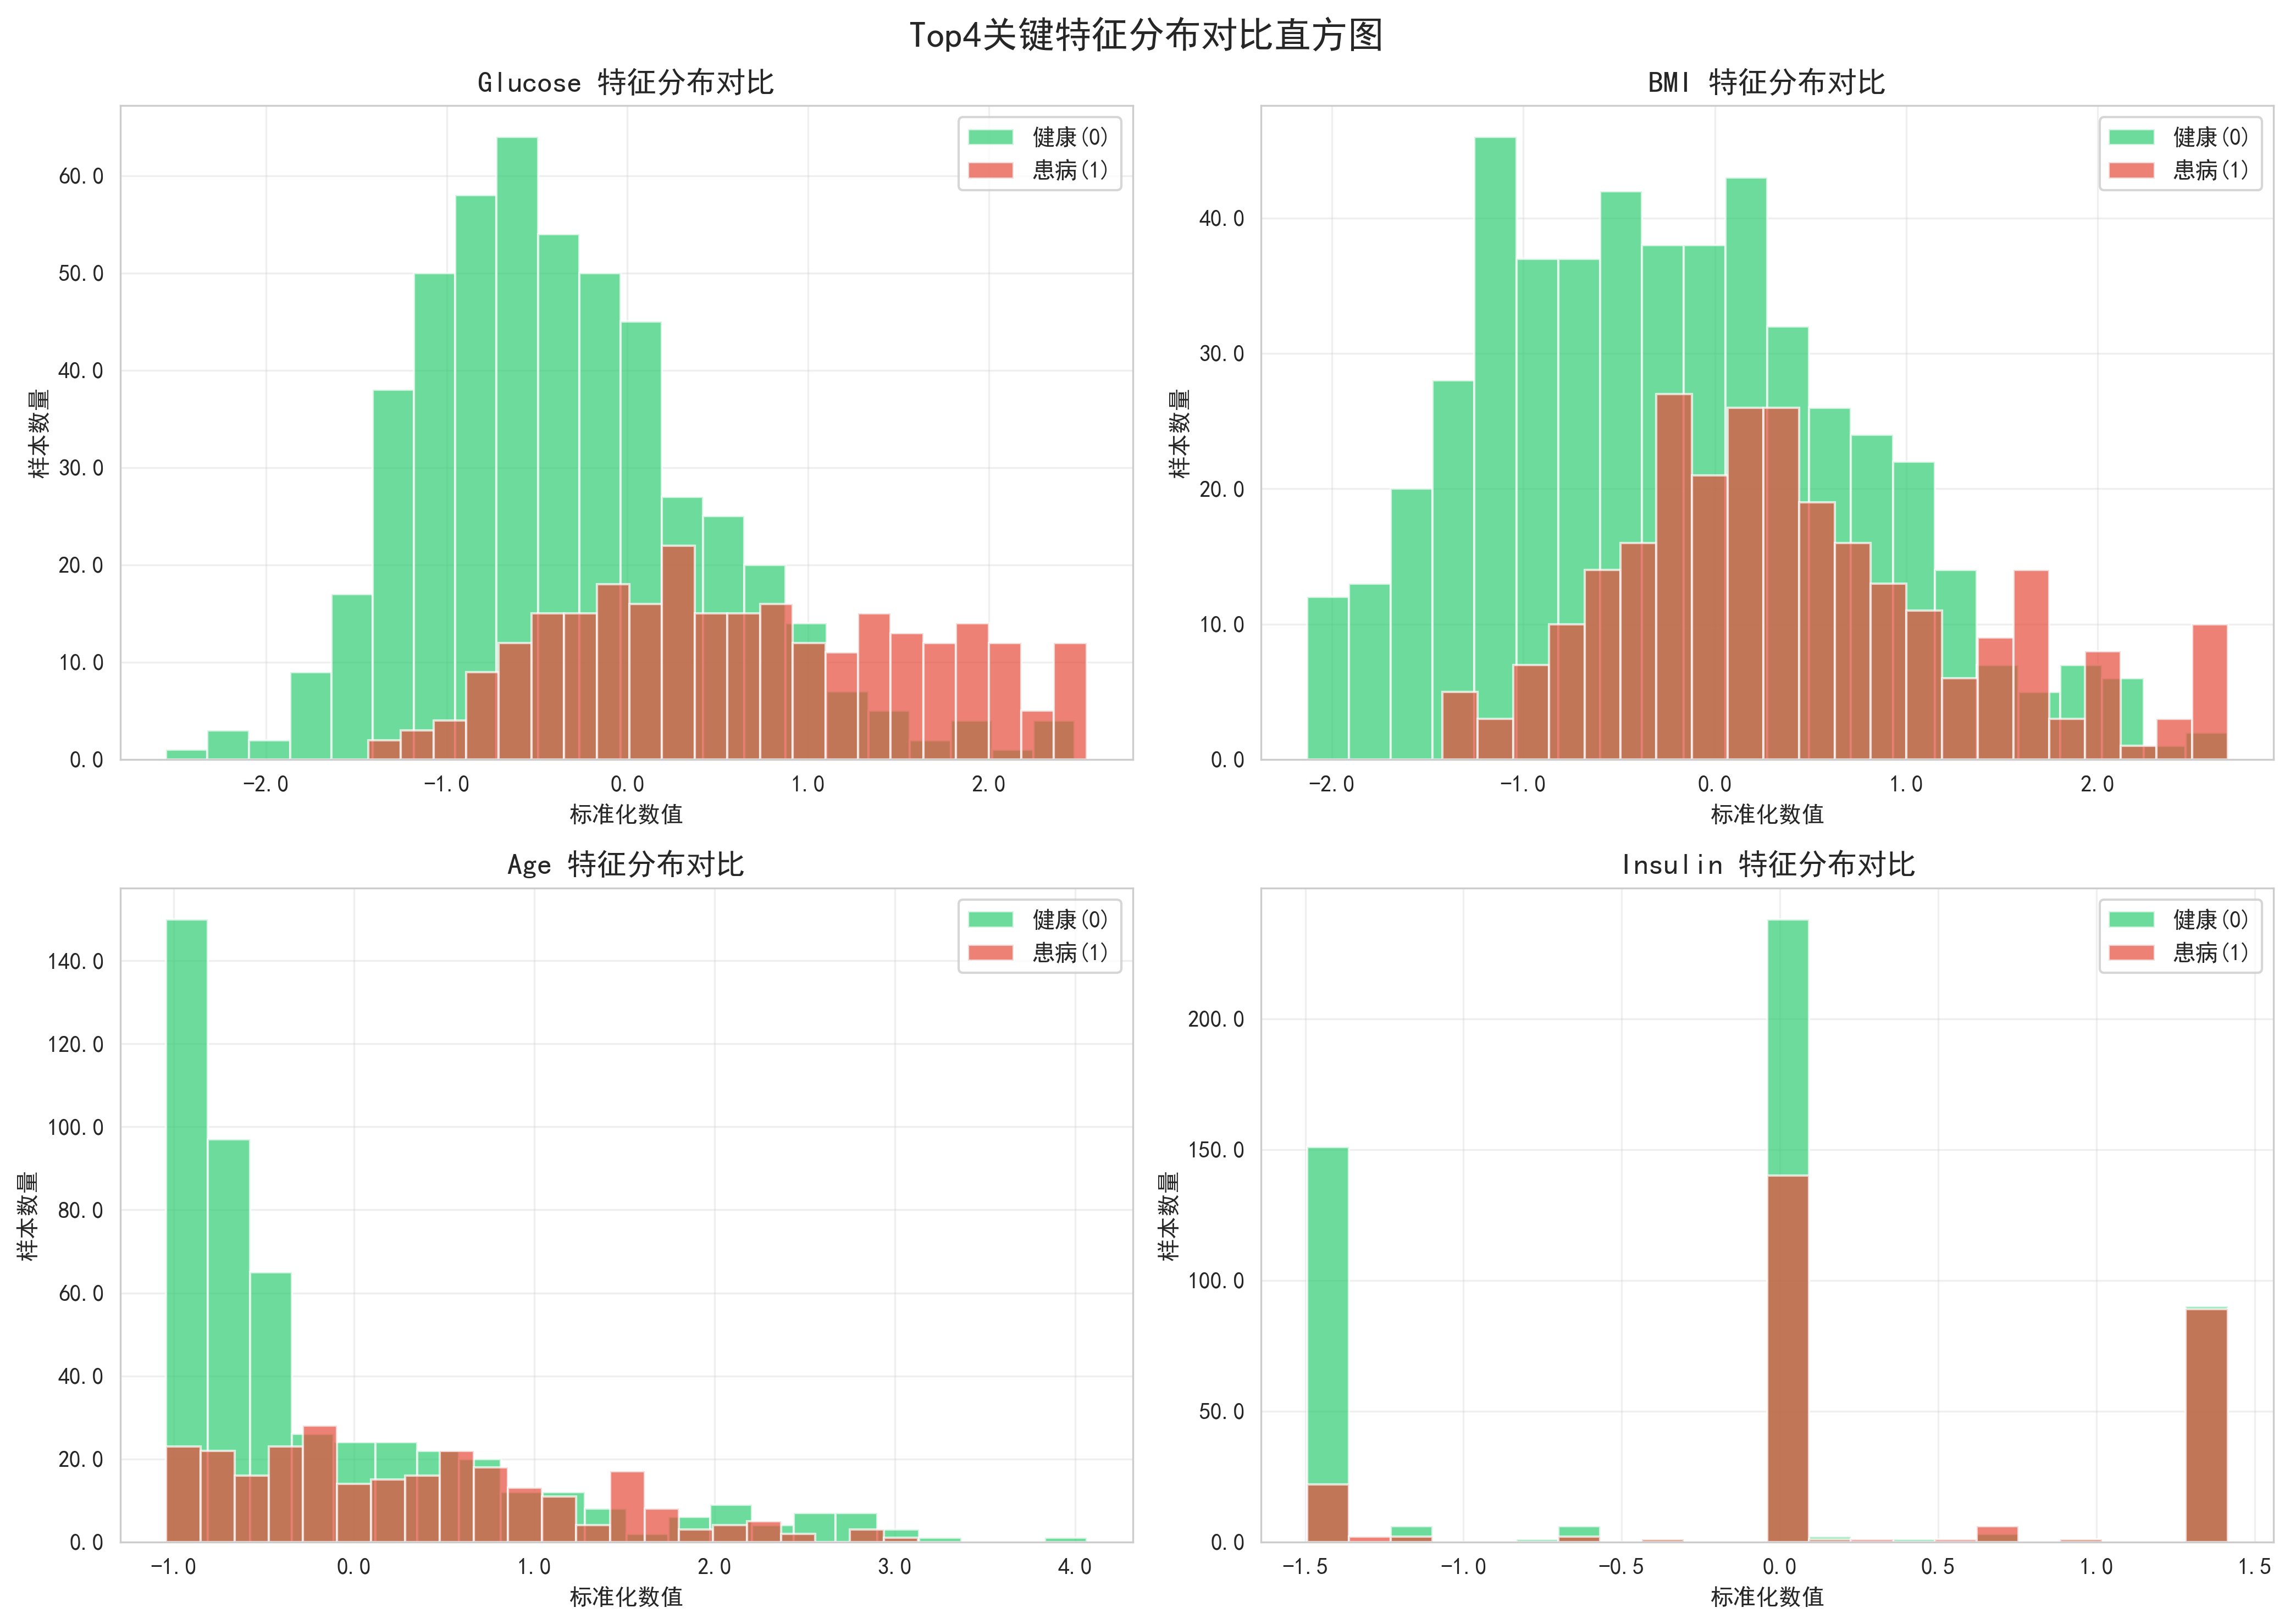 Top4关键特征分布对比直方图
Glucose 特征分布对比
健康(0)
患病(1)
60.0
50.0
40.0
30.0
20.0
10.0
0.0
样本数量
-2.0 -1.0 0.0 1.0 2.0
标准化数值
BMI 特征分布对比
健康(0)
患病(1)
40.0
30.0
20.0
10.0
0.0
样本数量
-2.0 -1.0 0.0 1.0 2.0
标准化数值
Age 特征分布对比
健康(0)
患病(1)
140.0
120.0
100.0
80.0
60.0
40.0
20.0
0.0
样本数量
-1.0 0.0 1.0 2.0 3.0 4.0
标准化数值
Insulin 特征分布对比
健康(0)
患病(1)
200.0
150.0
100.0
50.0
0.0
样本数量
-1.5 -1.0 -0.5 0.0 0.5 1.0 1.5
标准化数值